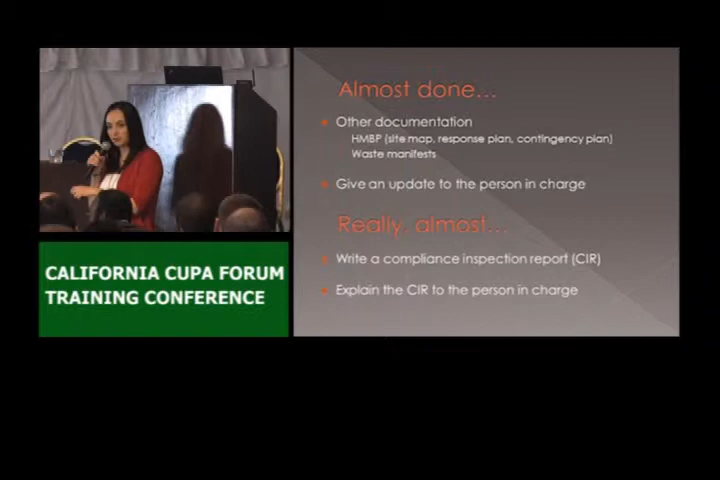 Almost done...
Other documentation
HMBP (site map, response plan, contingency plan)
Waste manifests
Give an update to the person in charge
Really, almost...
Write a compliance inspection report (CIR)
Explain the CIR to the person in charge
CALIFORNIA CUPA FORUM
TRAINING CONFERENCE